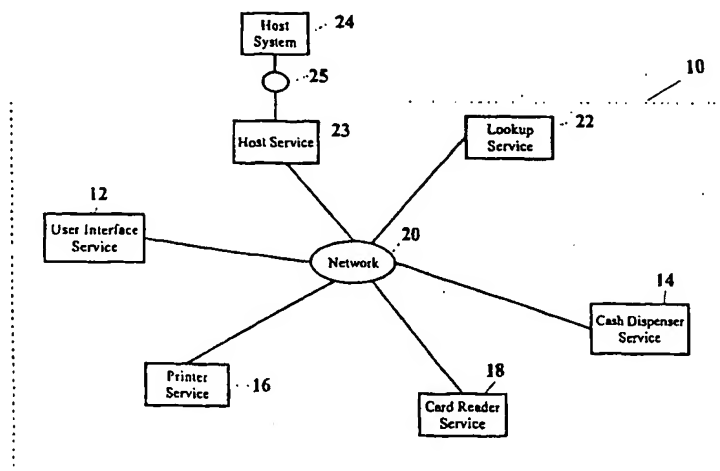 Host
System
24
25
10
Host Service
23
Lookup
Service
22
12
User Interface
Service
20
Network
14
Cash Dispenser
Service
Printer
Service
16
18
Card Reader
Service